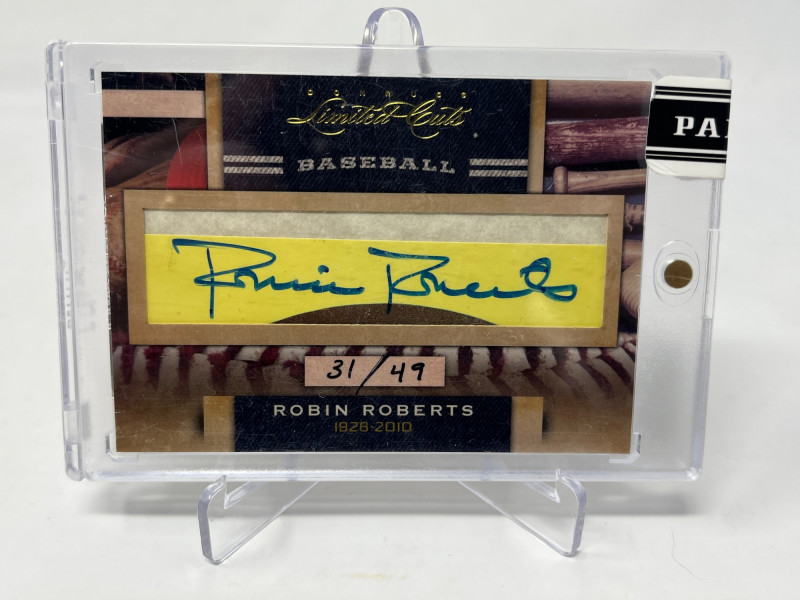 DONRUSS
Limited Cuts
BASEBALL
PA
Robin Roberts
31/49
ROBIN ROBERTS
1926-2010